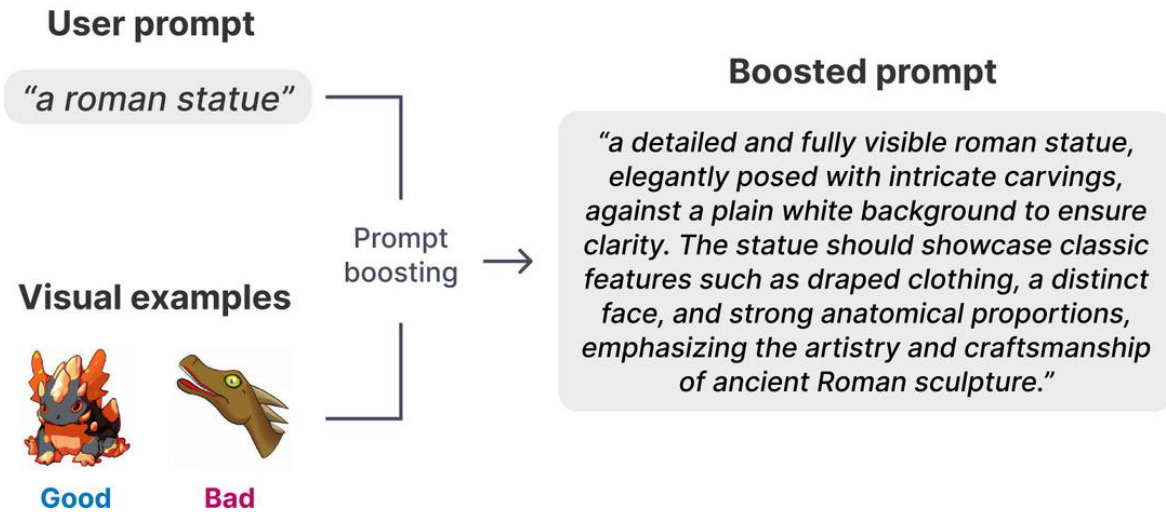 User prompt
“a roman statue”
Visual examples
Good
Bad
Prompt
boosting
Boosted prompt
“a detailed and fully visible roman statue,
elegantly posed with intricate carvings,
against a plain white background to ensure
clarity. The statue should showcase classic
features such as draped clothing, a distinct
face, and strong anatomical proportions,
emphasizing the artistry and craftsmanship
of ancient Roman sculpture.”